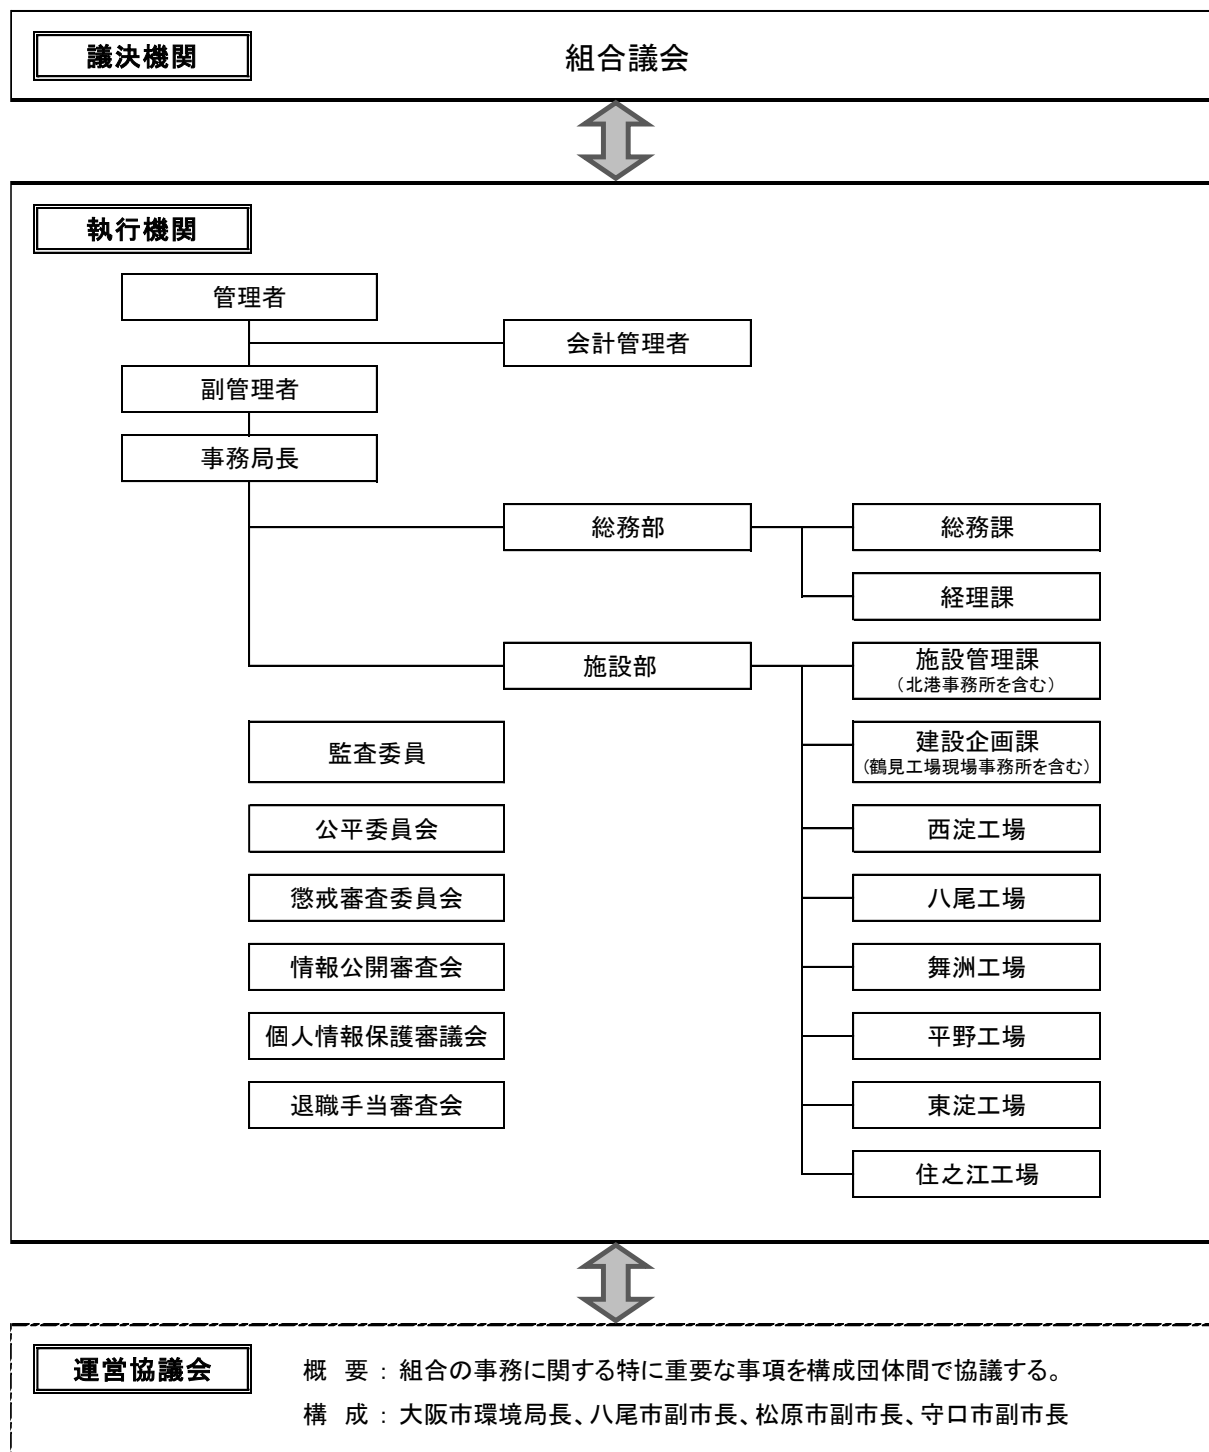 議決機関
組合議会
執行機関
管理者
会計管理者
副管理者
事務局長
総務部
総務課
経理課
施設部
施設管理課
（北港事務所を含む）
監査委員
建設企画課
（鶴見工場現場事務所を含む）
公平委員会
西淀工場
懲戒審査委員会
八尾工場
情報公開審査会
舞洲工場
個人情報保護審議会
平野工場
退職手当審査会
東淀工場
住之江工場
運営協議会
概 要 ： 組合の事務に関する特に重要な事項を構成団体間で協議する。
構 成 ： 大阪市環境局長、八尾市副市長、松原市副市長、守口市副市長